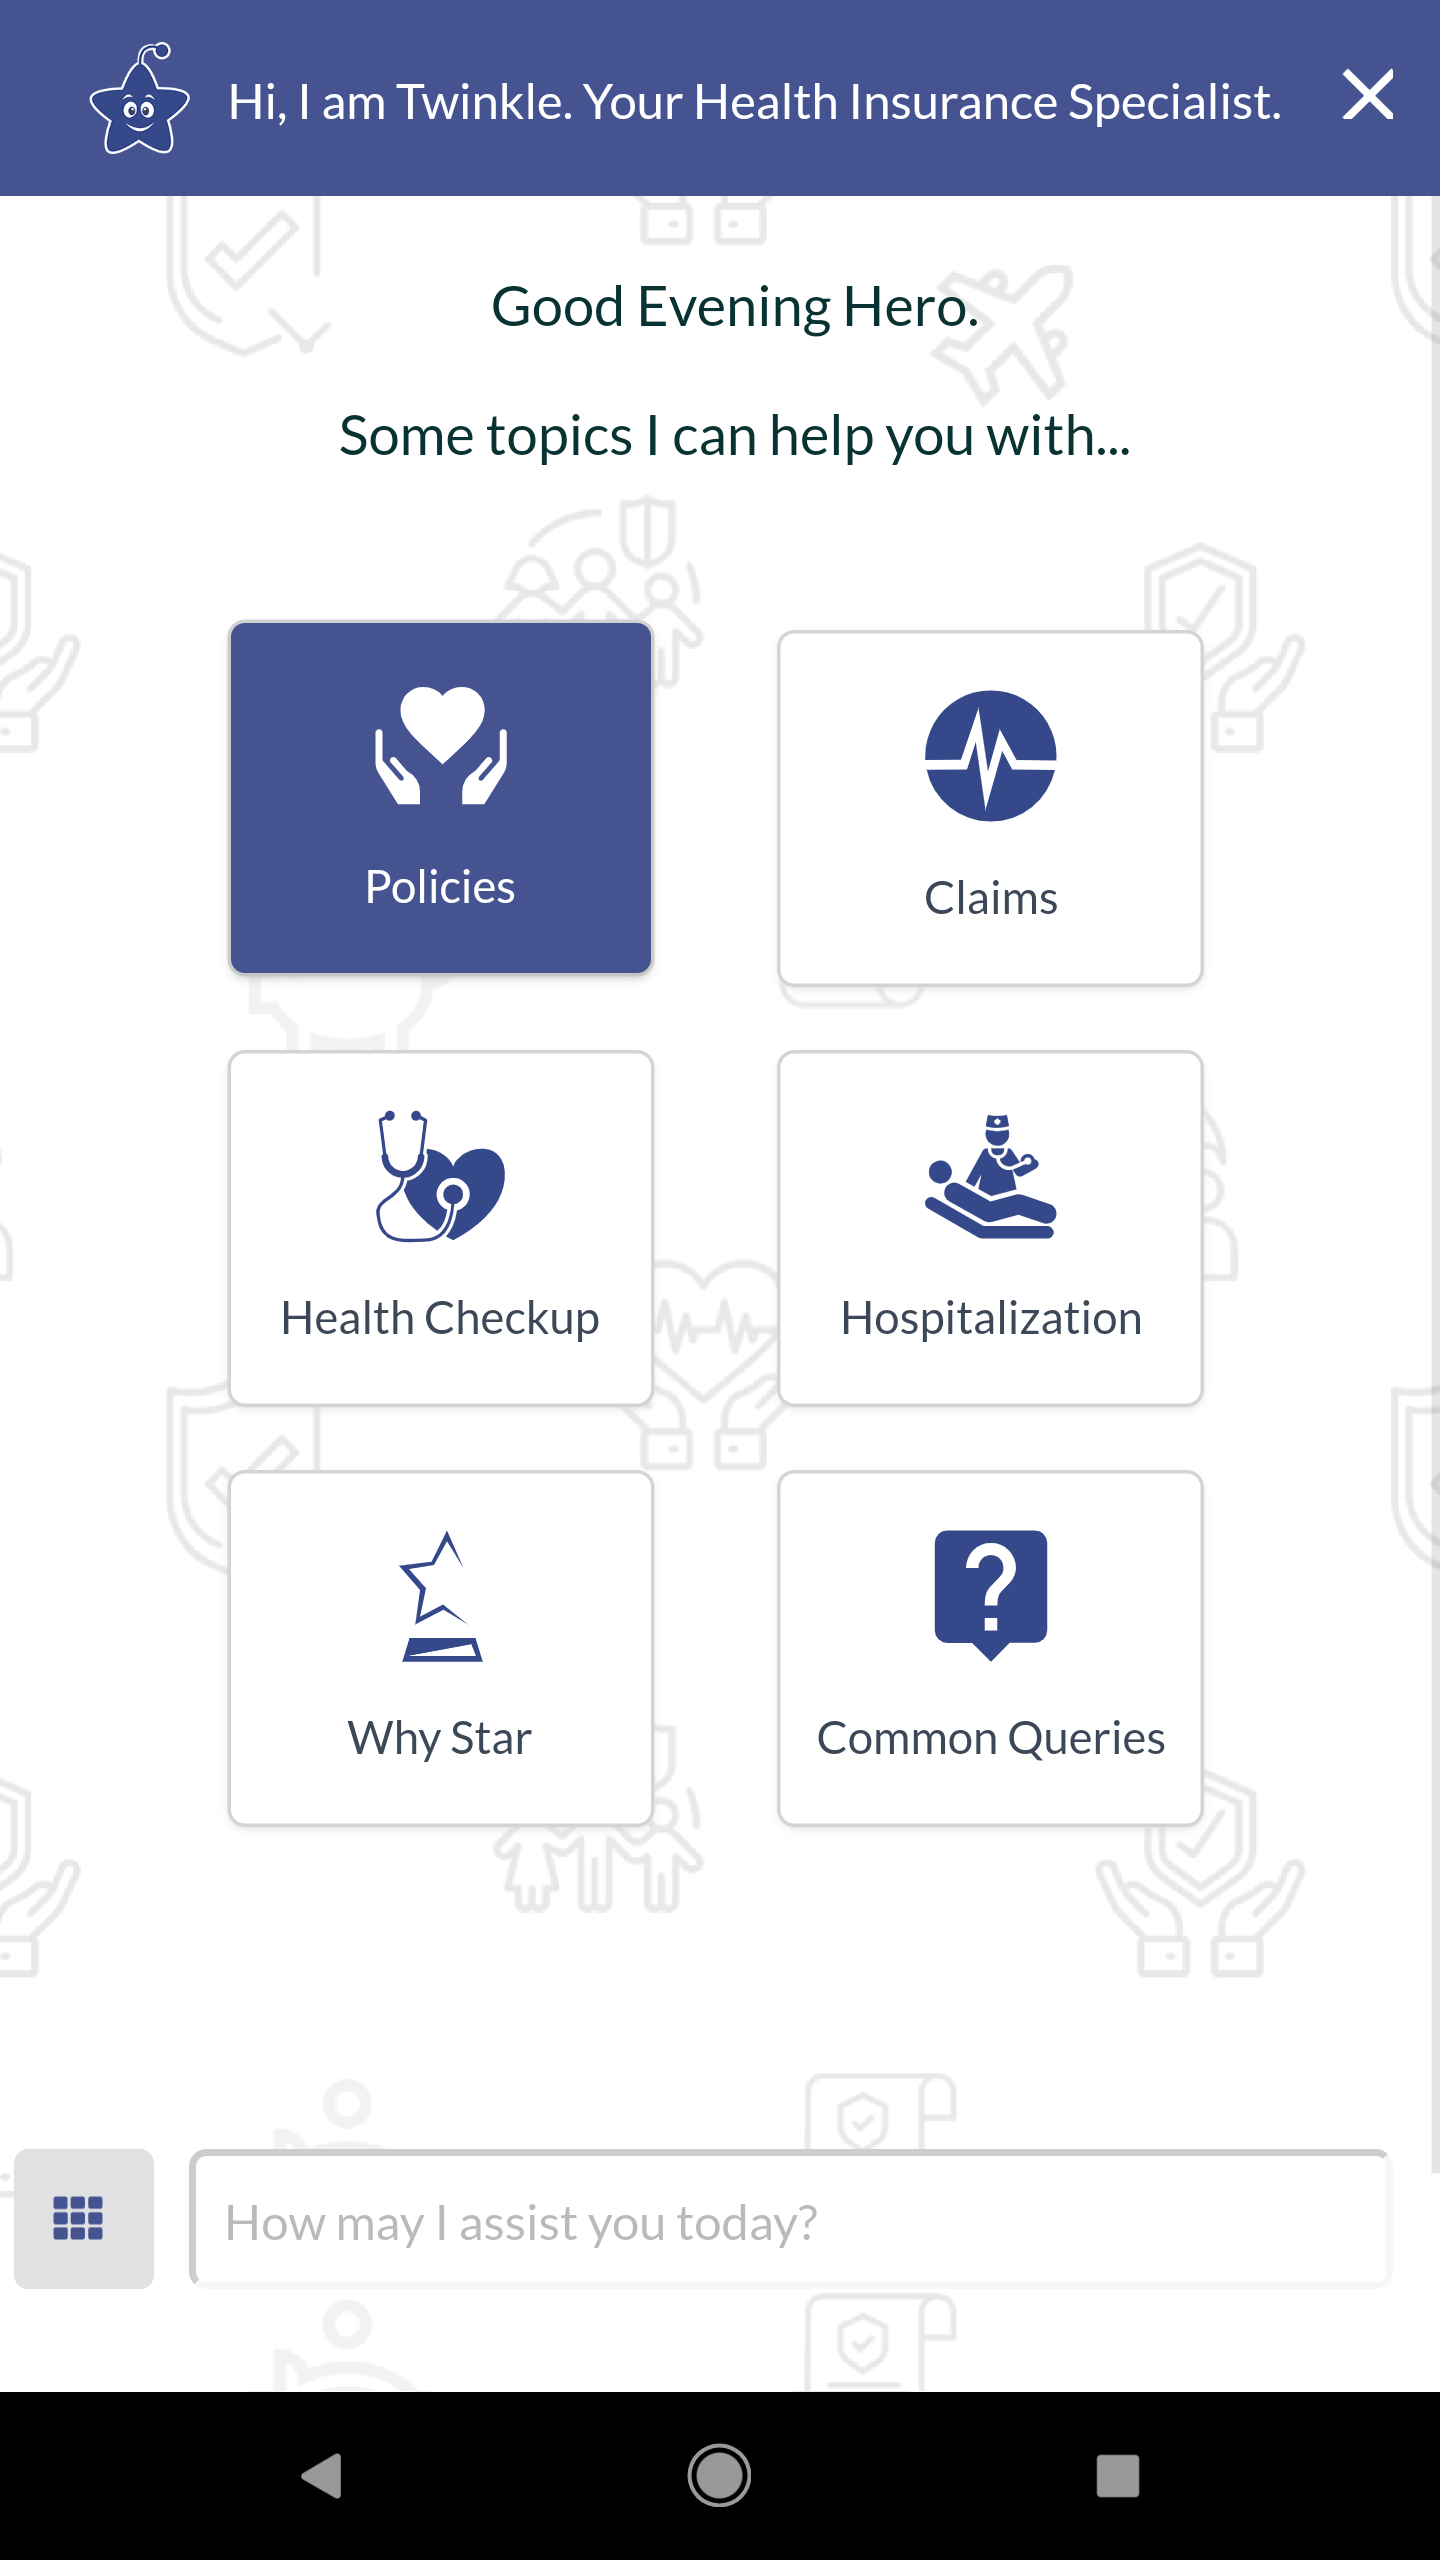 Hi, I am Twinkle. Your Health Insurance Specialist.
Good Evening Hero.
Some topics I can help you with...
Policies
Claims
Health Checkup
Hospitalization
Why Star
Common Queries
How may I assist you today?